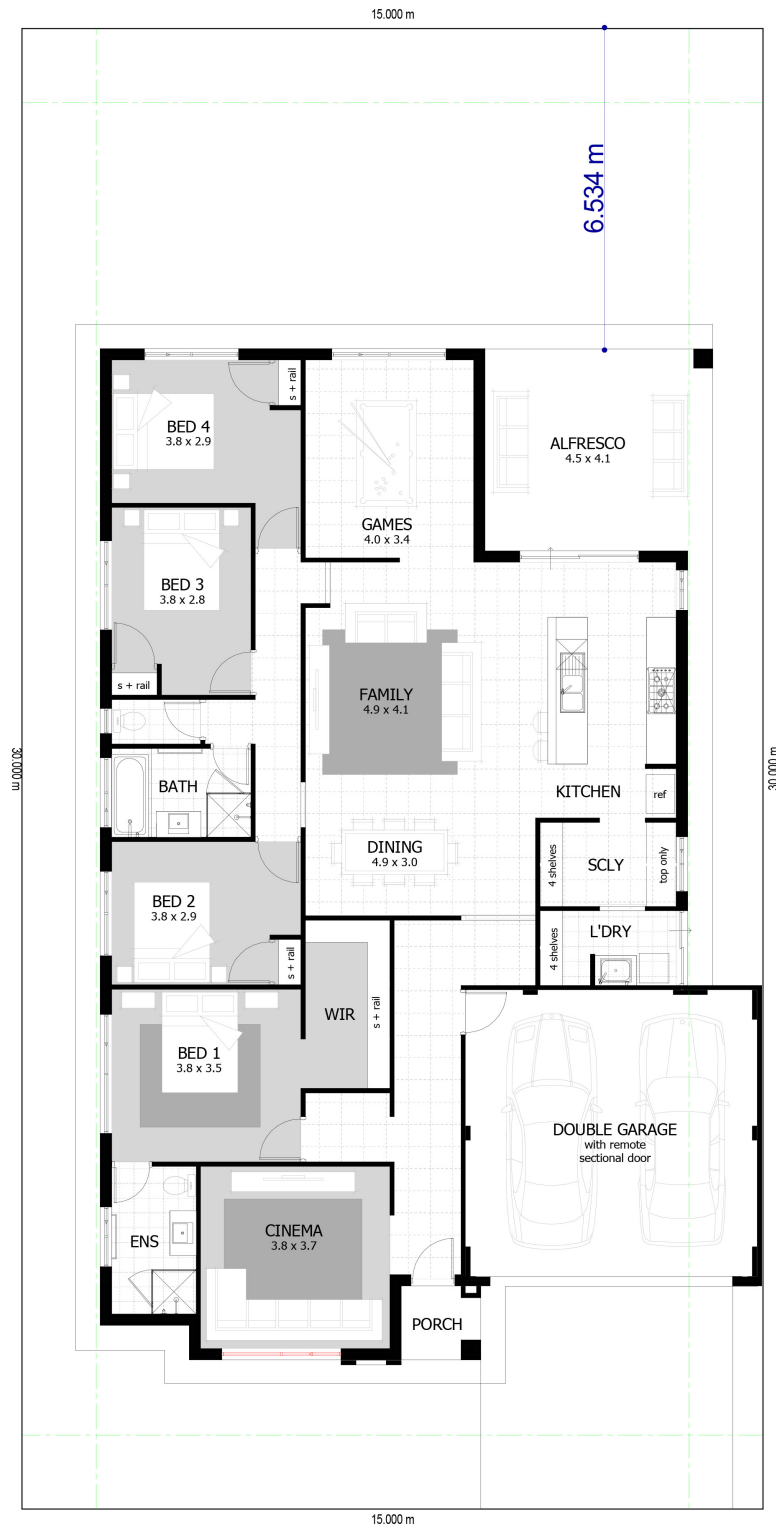 15.000 m
6.534 m
s + rail
BED 4
3.8 x 2.9
ALFRESCO
4.5 x 4.1
GAMES
4.0 x 3.4
BED 3
3.8 x 2.8
s + rail
FAMILY
4.9 x 4.1
30.000 m
30.000 m
BATH
KITCHEN
ref
DINING
4.9 x 3.0
4 shelves
SCLY
top only
BED 2
3.8 x 2.9
s + rail
4 shelves
L'DRY
WIR
s + rail
BED 1
3.8 x 3.5
DOUBLE GARAGE
with remote
sectional door
ENS
CINEMA
3.8 x 3.7
PORCH
15.000 m